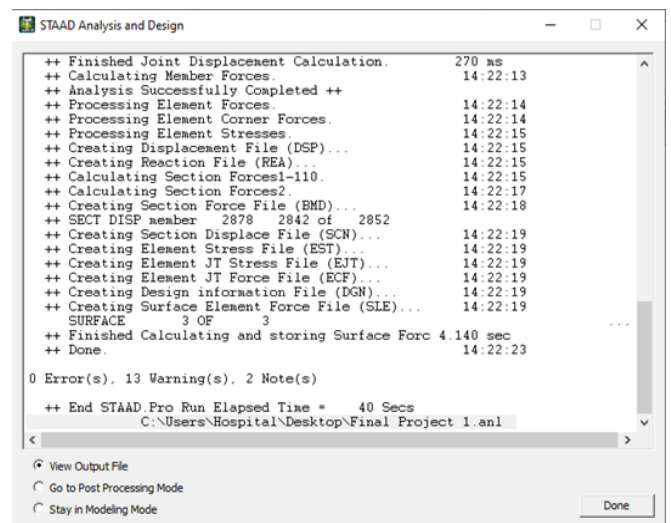 STAAD Analysis and Design
++ Finished Joint Displacement Calculation. 270 ms
++ Calculating Member Forces. 14:22:13
++ Analysis Successfully Completed ++
++ Processing Element Forces. 14:22:14
++ Processing Element Corner Forces. 14:22:14
++ Processing Element Stresses. 14:22:15
++ Creating Displacement File (DSP)... 14:22:15
++ Creating Reaction File (REA)... 14:22:15
++ Calculating Section Forces1-110. 14:22:15
++ Calculating Section Forces2. 14:22:17
++ Creating Section Force File (BMD)... 14:22:18
++ SECT DISP member 2878 2842 of 2852
++ Creating Section Displace File (SCN)... 14:22:19
++ Creating Element Stress File (EST)... 14:22:19
++ Creating Element JT Stress File (EJT)... 14:22:19
++ Creating Element JT Force File (ECF)... 14:22:19
++ Creating Design information File (DGN)... 14:22:19
++ Creating Surface Element Force File (SLE)... 14:22:19
SURFACE 3 OF 3 ...
++ Finished Calculating and storing Surface Forc 4.140 sec
++ Done. 14:22:23
0 Error(s), 13 Warning(s), 2 Note(s)
++ End STAAD.Pro Run Elapsed Time = 40 Secs
C:\Users\Hospital\Desktop\Final Project 1.anl
View Output File
Go to Post Processing Mode
Stay in Modeling Mode
Done